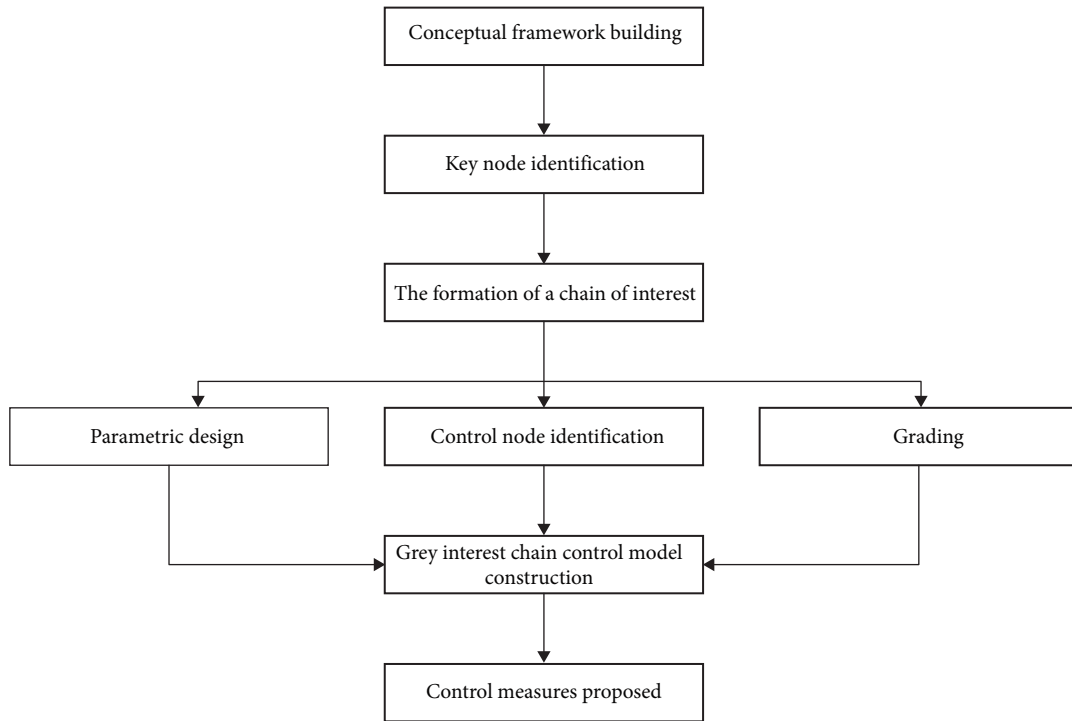 Conceptual framework building
Key node identification
The formation of a chain of interest
Parametric design
Control node identification
Grading
Grey interest chain control model
construction
Control measures proposed